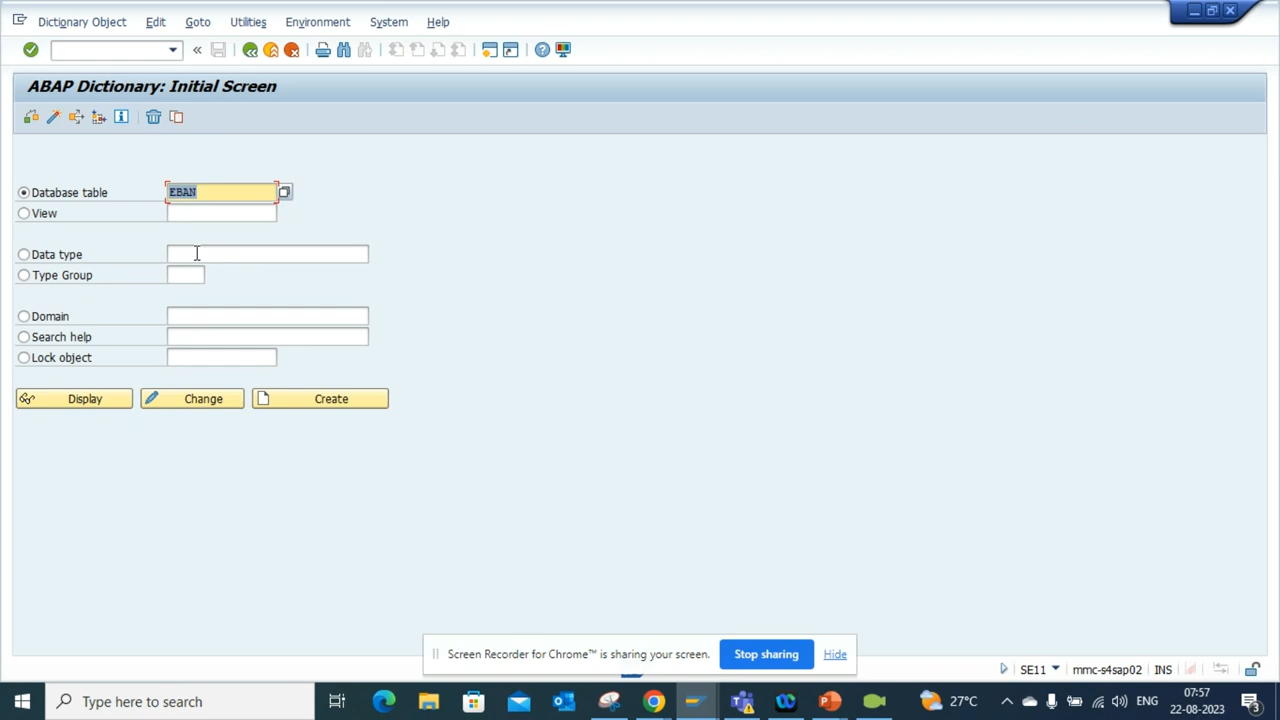 Dictionary Object Edit Goto Utilities Environment System Help
ABAP Dictionary: Initial Screen
Database table EBAN
View
Data type
Type Group
Domain
Search help
Lock object
Display Change Create
Screen Recorder for Chrome™ is sharing your screen. Stop sharing Hide
SE11 mmc-s4sap02 INS
Type here to search
27°C
ENG
07:57
22-08-2023
3